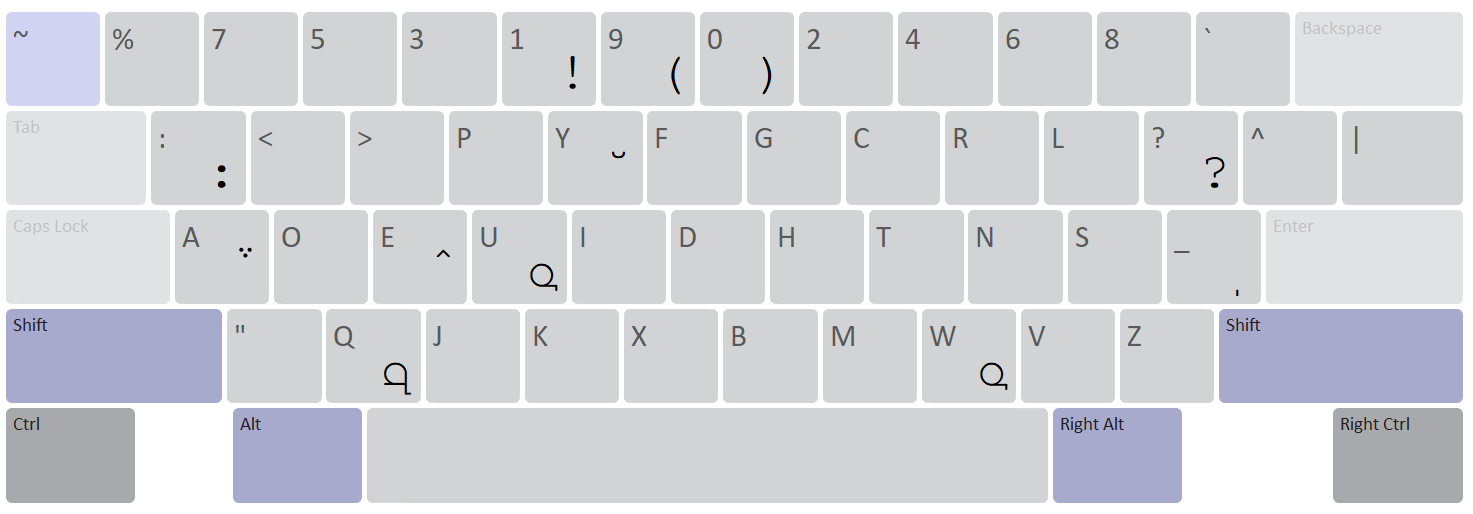 ~ % 7 5 3 1 ! 9 ( 0 ) 2 4 6 8 ` Backspace
Tab : : < > P Y ˘ F G C R L ? ? ^ |
Caps Lock A O E ^ U I D H T N S _ ˌ Enter
Shift " Q J K X B M W V Z Shift
Ctrl Alt Right Alt Right Ctrl